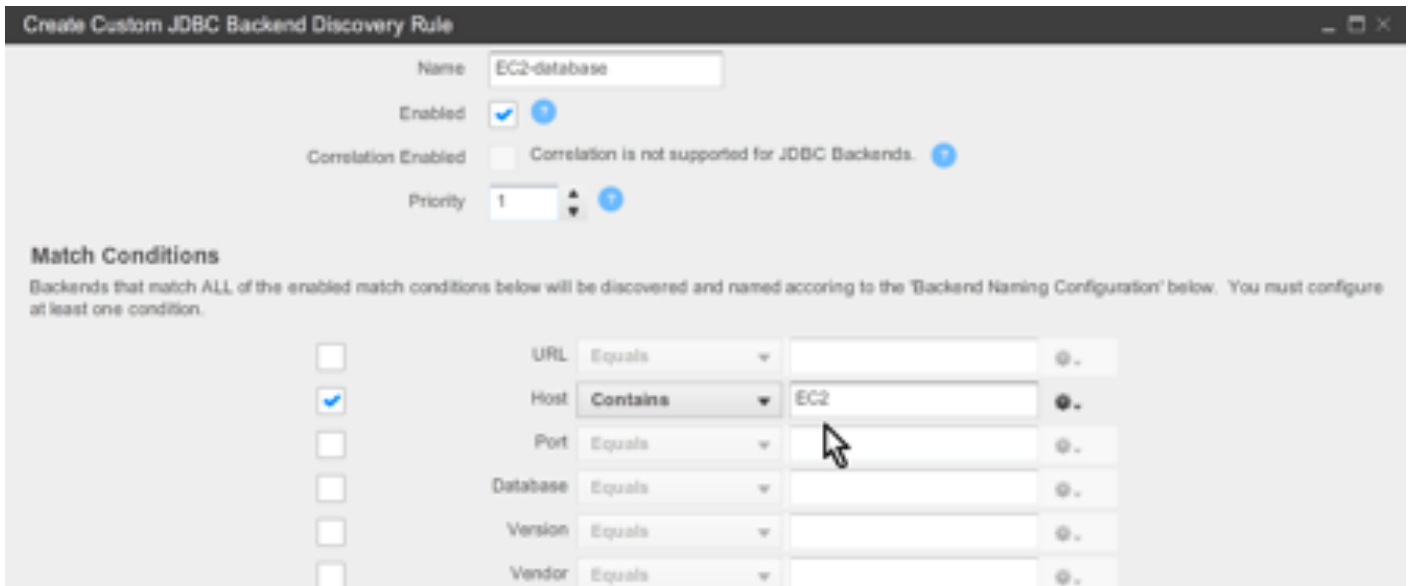 Create Custom JDBC Backend Discovery Rule
Name EC2-database
Enabled ?
Correlation Enabled Correlation is not supported for JDBC Backends. ?
Priority 1 ?
Match Conditions
Backends that match ALL of the enabled match conditions below will be discovered and named accoring to the 'Backend Naming Configuration' below. You must configure
at least one condition.
URL Equals
Host Contains EC2
Port Equals
Database Equals
Version Equals
Vendor Equals